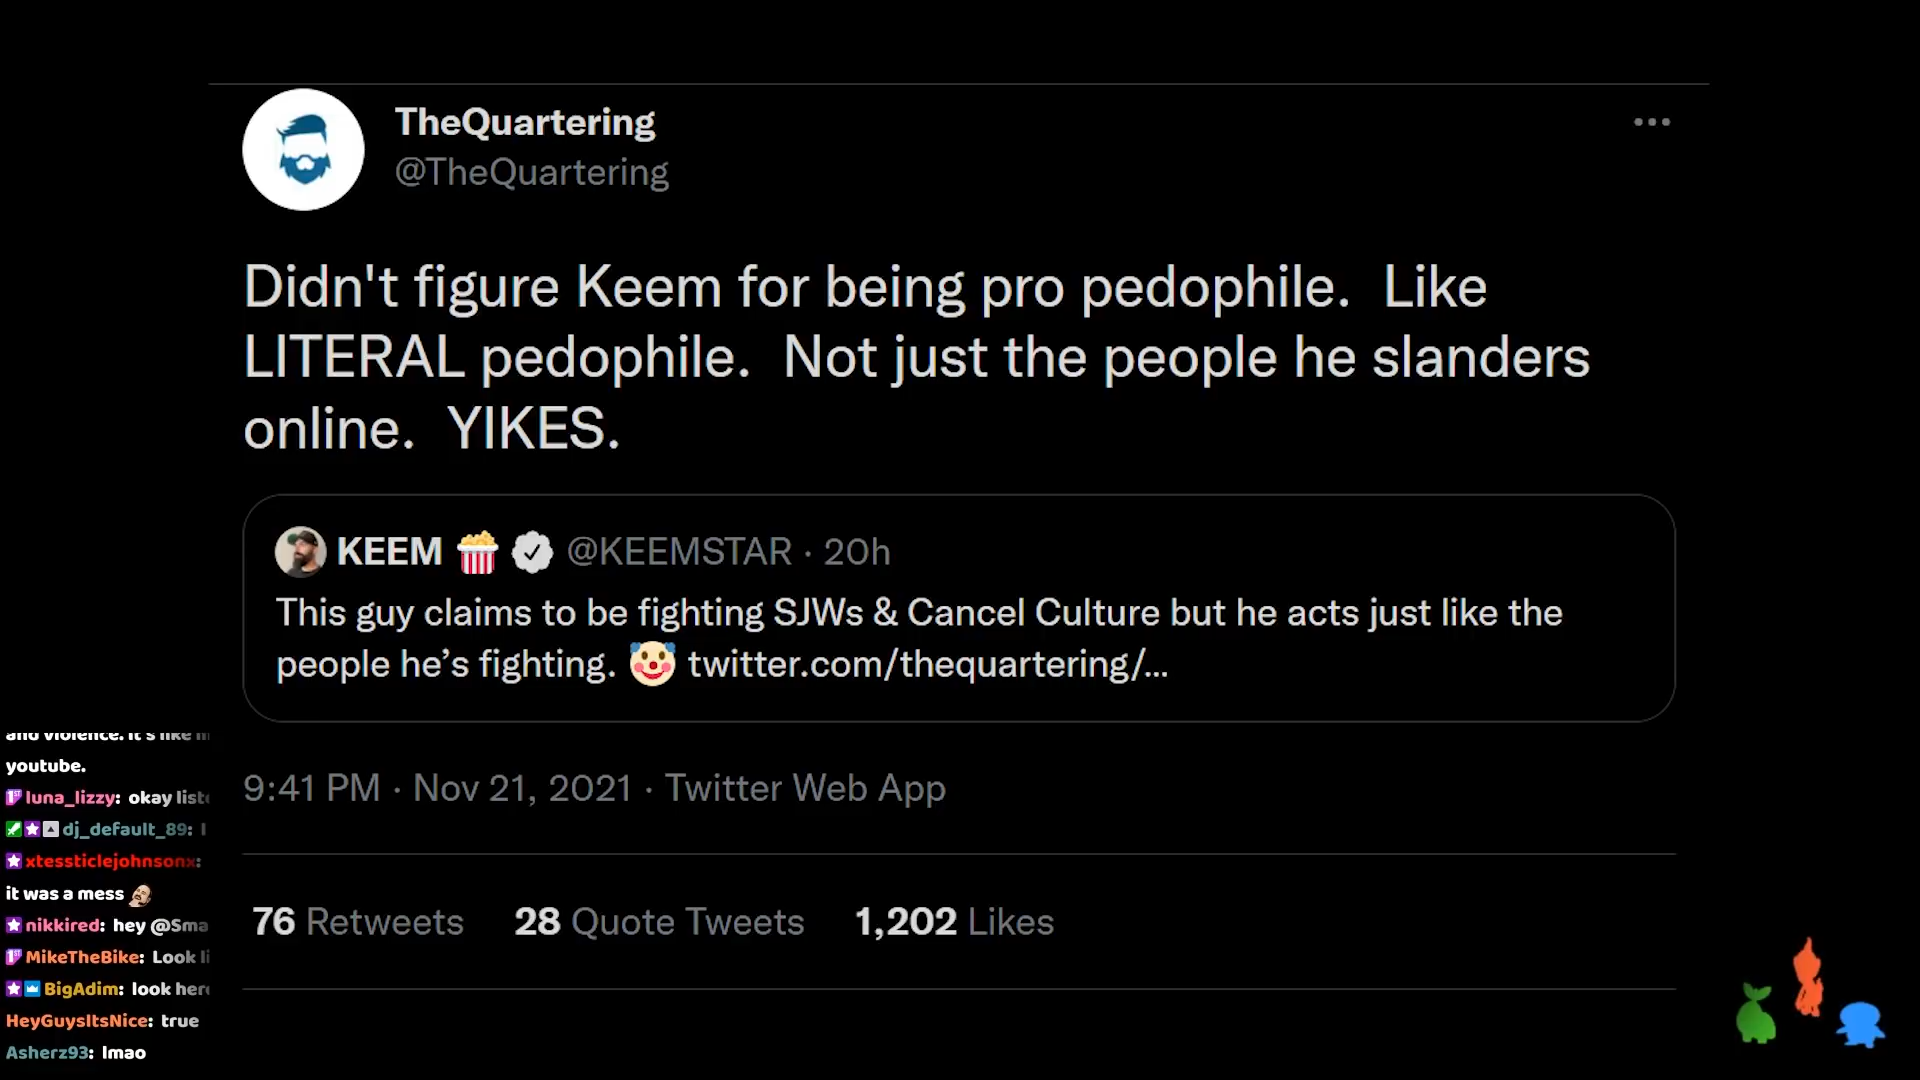 TheQuartering
@TheQuartering
Didn't figure Keem for being pro pedophile. Like
LITERAL pedophile. Not just the people he slanders
online. YIKES.
KEEM 🍿 @KEEMSTAR · 20h
This guy claims to be fighting SJWs & Cancel Culture but he acts just like the
people he’s fighting. 🤡 twitter.com/thequartering/...
9:41 PM · Nov 21, 2021 · Twitter Web App
76 Retweets 28 Quote Tweets 1,202 Likes
and violence. it's like
youtube.
luna_lizzy: okay
dj_default_89:
xtessticlejohnsonx:
it was a mess
nikkired: hey
MikeTheBike: Look
BigAdim: look
HeyGuysItsNice: true
Asherz93: lmao